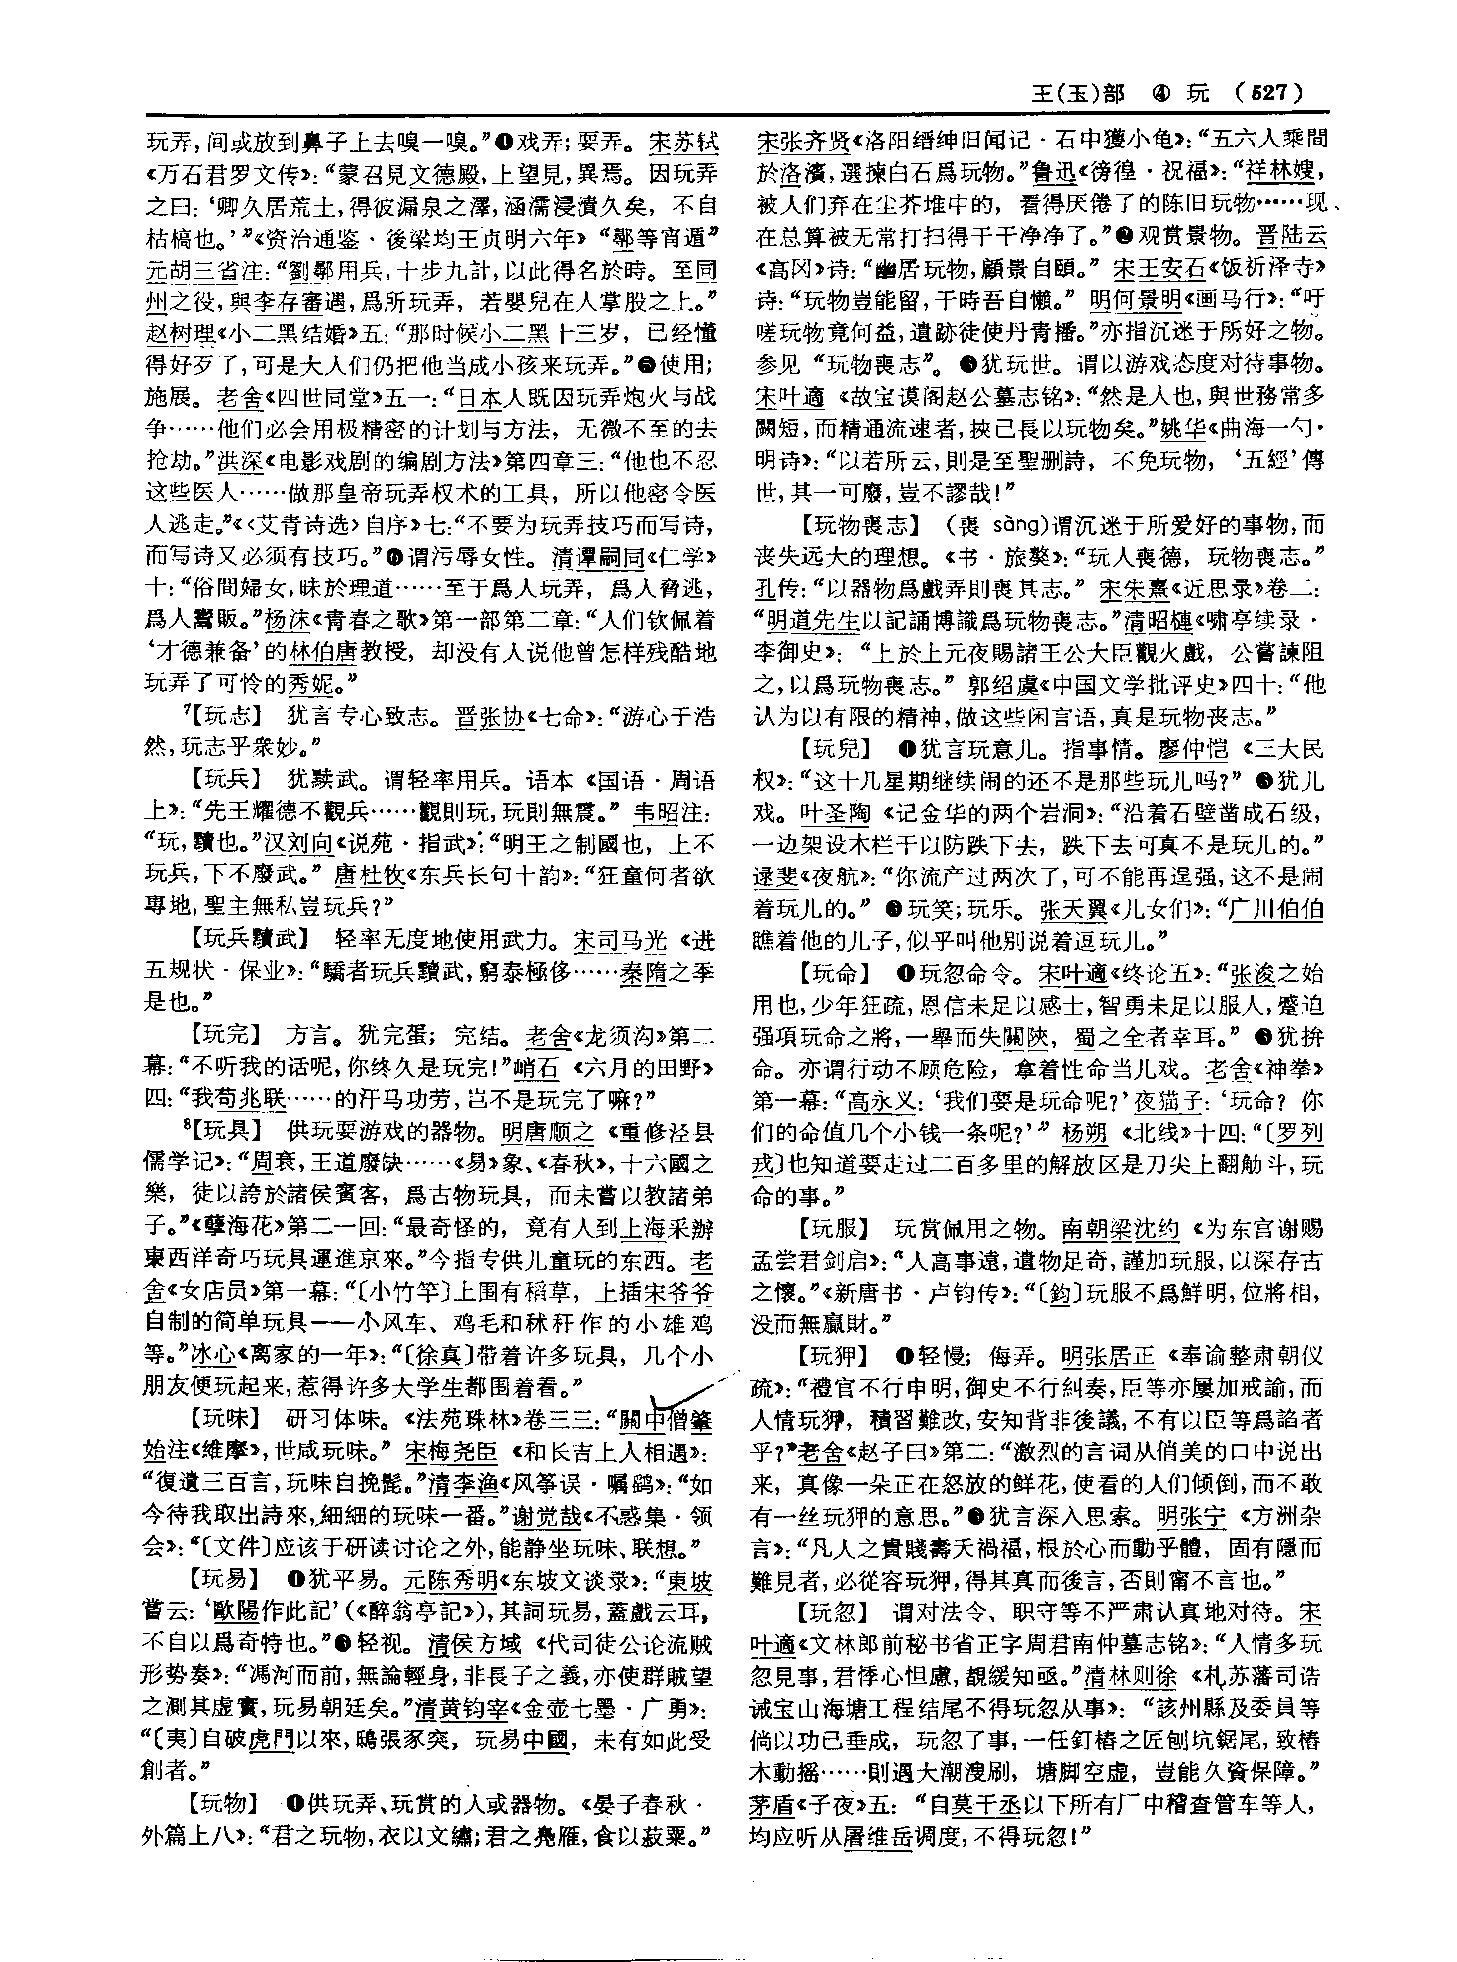 王(玉)部 ④ 玩 (527)
玩弄,间或放到鼻子上去嗅一嗅。”❹戏弄;耍弄。宋苏轼
《万石君罗文传》:“蒙召見文德殿,上望見,異焉。因玩弄
之曰:‘卿久居荒土,得彼漏泉之澤,涵濡浸漬久矣,不自
枯槁也。’”《资治通鉴·後梁均王贞明六年》“鄩等宵遁”
元胡三省注:“劉鄩用兵,十步九計,以此得名於時。至同
州之役,與李存審遇,爲所玩弄,若嬰兒在人掌股之上。”
赵树理《小二黑结婚》五:“那时候小二黑十三岁,已经懂
得好歹了,可是大人们仍把他当成小孩来玩弄。”❺使用;
施展。老舍《四世同堂》五一:“日本人既因玩弄炮火与战
争……他们必会用极精密的计划与方法,无微不至的去
抢劫。”洪深《电影戏剧的编剧方法》第四章三:“他也不忍
这些医人……做那皇帝玩弄权术的工具,所以他密令医
人逃走。”《〈艾青诗选〉自序》七:“不要为玩弄技巧而写诗,
而写诗又必须有技巧。”❻谓污辱女性。清谭嗣同《仁学》
十:“俗間婦女,昧於理道……至于爲人玩弄,爲人脅逃,
爲人鬻販。”杨沫《青春之歌》第一部第二章:“人们钦佩着
‘才德兼备’的林伯唐教授,却没有人说他曾怎样残酷地
玩弄了可怜的秀妮。”
⁷【玩志】 犹言专心致志。晋张协《七命》:“游心于浩
然,玩志乎衆妙。”
【玩兵】 犹黩武。谓轻率用兵。语本《国语·周语
上》:“先王耀德不觀兵……觀則玩,玩則無震。”韦昭注:
“玩,黷也。”汉刘向《说苑·指武》:“明王之制國也,上不
玩兵,下不廢武。”唐杜牧《东兵长句十韵》:“狂童何者欲
專地,聖主無私豈玩兵?”
【玩兵黷武】 轻率无度地使用武力。宋司马光《进
五规状·保业》:“驕者玩兵黷武,窮泰極侈……秦隋之季
是也。”
【玩完】 方言。犹完蛋;完结。老舍《龙须沟》第二
幕:“不听我的话呢,你终久是玩完!”峭石《六月的田野》
四:“我苟兆联……的汗马功劳,岂不是玩完了嘛?”
⁸【玩具】 供玩耍游戏的器物。明唐顺之《重修泾县
儒学记》:“周衰,王道廢缺……《易》象、《春秋》,十六國之
樂,徒以誇於諸侯賓客,爲古物玩具,而未嘗以教諸弟
子。”《孽海花》第二一回:“最奇怪的,竟有人到上海采辦
東西洋奇巧玩具運進京來。”今指专供儿童玩的东西。老
舍《女店员》第一幕:“〔小竹竿〕上围有稻草,上插宋爷爷
自制的简单玩具——小风车、鸡毛和秫秆作的小雄鸡
等。”冰心《离家的一年》:“〔徐真〕带着许多玩具,几个小
朋友便玩起来,惹得许多大学生都围着看。”
【玩味】 研习体味。《法苑珠林》卷三三:“關中僧肇
始注《维摩》,世咸玩味。”宋梅尧臣《和长吉上人相遇》:
“復遺三百言,玩味自挽髭。”清李渔《风筝误·嘱鹞》:“如
今待我取出詩來,細細的玩味一番。”谢觉哉《不惑集·领
会》:“〔文件〕应该于研读讨论之外,能静坐玩味、联想。”
【玩易】 ❶犹平易。元陈秀明《东坡文谈录》:“東坡
嘗云:‘歐陽作此記’(《醉翁亭記》),其詞玩易,蓋戲云耳,
不自以爲奇特也。”❷轻视。清侯方域《代司徒公论流贼
形势奏》:“馮河而前,無論輕身,非長子之義,亦使群賊望
之測其虚實,玩易朝廷矣。”清黄钧宰《金壶七墨·广勇》:
“〔夷〕自破虎門以來,鴟張豕突,玩易中國,未有如此受
創者。”
【玩物】 ❶供玩弄、玩赏的人或器物。《晏子春秋·
外篇上八》:“君之玩物,衣以文繡;君之鳧雁,食以菽粟。”
宋张齐贤《洛阳缙绅旧闻记·石中獲小龟》:“五六人乘間
於洛濱,選揀白石爲玩物。”鲁迅《徬徨·祝福》:“祥林嫂,
被人们弃在尘芥堆中的,看得厌倦了的陈旧玩物……现
在总算被无常打扫得干干净净了。”❷观赏景物。晋陆云
《高冈》诗:“幽居玩物,顧景自頤。”宋王安石《饭祈泽寺》
诗:“玩物豈能留,干時吾自懶。”明何景明《画马行》:“吁
嗟玩物竟何益,遺跡徒使丹青播。”亦指沉迷于所好之物。
参见“玩物喪志”。❸犹玩世。谓以游戏态度对待事物。
宋叶適《故宝谟阁赵公墓志铭》:“然是人也,與世務常多
闕短,而精通流速者,挾己長以玩物矣。”姚华《曲海一勺·
明诗》:“以若所云,則是至聖删詩,不免玩物,‘五經’傳
世,其一可廢,豈不謬哉!”
【玩物喪志】 (喪 sàng)谓沉迷于所爱好的事物,而
丧失远大的理想。《书·旅獒》:“玩人喪德,玩物喪志。”
孔传:“以器物爲戲弄則喪其志。”宋朱熹《近思录》卷二:
“明道先生以記誦博識爲玩物喪志。”清昭槤《啸亭续录·
李御史》:“上於上元夜賜諸王公大臣觀火戲,公嘗諫阻
之,以爲玩物喪志。”郭绍虞《中国文学批评史》四十:“他
认为以有限的精神,做这些闲言语,真是玩物丧志。”
【玩兒】 ❶犹言玩意儿。指事情。廖仲恺《三大民
权》:“这十几星期继续闹的还不是那些玩儿吗?”❷犹儿
戏。叶圣陶《记金华的两个岩洞》:“沿着石壁凿成石级,
一边架设木栏干以防跌下去,跌下去可真不是玩儿的。”
逯斐《夜航》:“你流产过两次了,可不能再逞强,这不是闹
着玩儿的。”❸玩笑;玩乐。张天翼《儿女们》:“广川伯伯
瞧着他的儿子,似乎叫他别说着逗玩儿。”
【玩命】 ❶玩忽命令。宋叶適《终论五》:“张浚之始
用也,少年狂疏,恩信未足以感士,智勇未足以服人,蹙迫
强項玩命之將,一舉而失關陝,蜀之全者幸耳。”❷犹拚
命。亦谓行动不顾危险,拿着性命当儿戏。老舍《神拳》
第一幕:“高永义:‘我们要是玩命呢?’夜猫子:‘玩命?你
们的命值几个小钱一条呢?’”杨朔《北线》十四:“〔罗列
戎〕也知道要走过二百多里的解放区是刀尖上翻觔斗,玩
命的事。”
【玩服】 玩赏佩用之物。南朝梁沈约《为东宫谢赐
孟尝君剑启》:“人高事遠,遺物足奇,謹加玩服,以深存古
之懷。”《新唐书·卢钧传》:“〔鈞〕玩服不爲鮮明,位將相,
没而無贏財。”
【玩狎】 ❶轻慢;侮弄。明张居正《奉谕整肃朝仪
疏》:“禮官不行申明,御史不行糾奏,臣等亦屢加戒諭,而
人情玩狎,積習難改,安知背非後議,不有以臣等爲諂者
乎?”老舍《赵子曰》第二:“激烈的言词从俏美的口中说出
来,真像一朵正在怒放的鲜花,使看的人们倾倒,而不敢
有一丝玩狎的意思。”❷犹言深入思索。明张宁《方洲杂
言》:“凡人之貴賤壽夭禍福,根於心而動乎體,固有隱而
難見者,必從容玩狎,得其真而後言,否則甯不言也。”
【玩忽】 谓对法令、职守等不严肃认真地对待。宋
叶適《文林郎前秘书省正字周君南仲墓志铭》:“人情多玩
忽見事,君悸心怛慮,覩緩知亟。”清林则徐《札苏藩司诰
诫宝山海塘工程结尾不得玩忽从事》:“該州縣及委員等
倘以功己垂成,玩忽了事,一任釘樁之匠刨坑鋸尾,致樁
木動摇……則遇大潮溲刷,塘脚空虚,豈能久資保障。”
茅盾《子夜》五:“自莫干丞以下所有厂中稽查管车等人,
均应听从屠维岳调度,不得玩忽!”